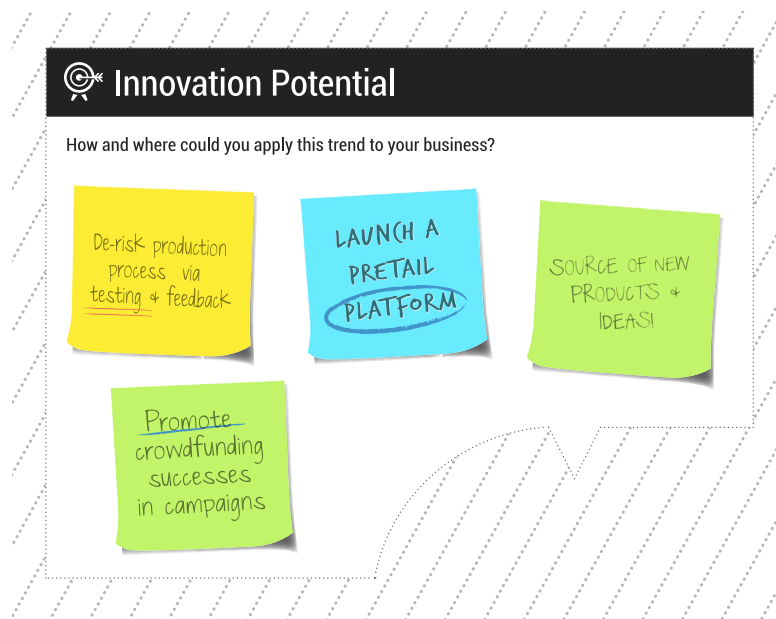 Innovation Potential
How and where could you apply this trend to your business?
De-risk production
process via
testing & feedback
LAUNCH A
PRETAIL
PLATFORM
SOURCE OF NEW
PRODUCTS &
IDEAS!
Promote
crowdfunding
successes
in campaigns